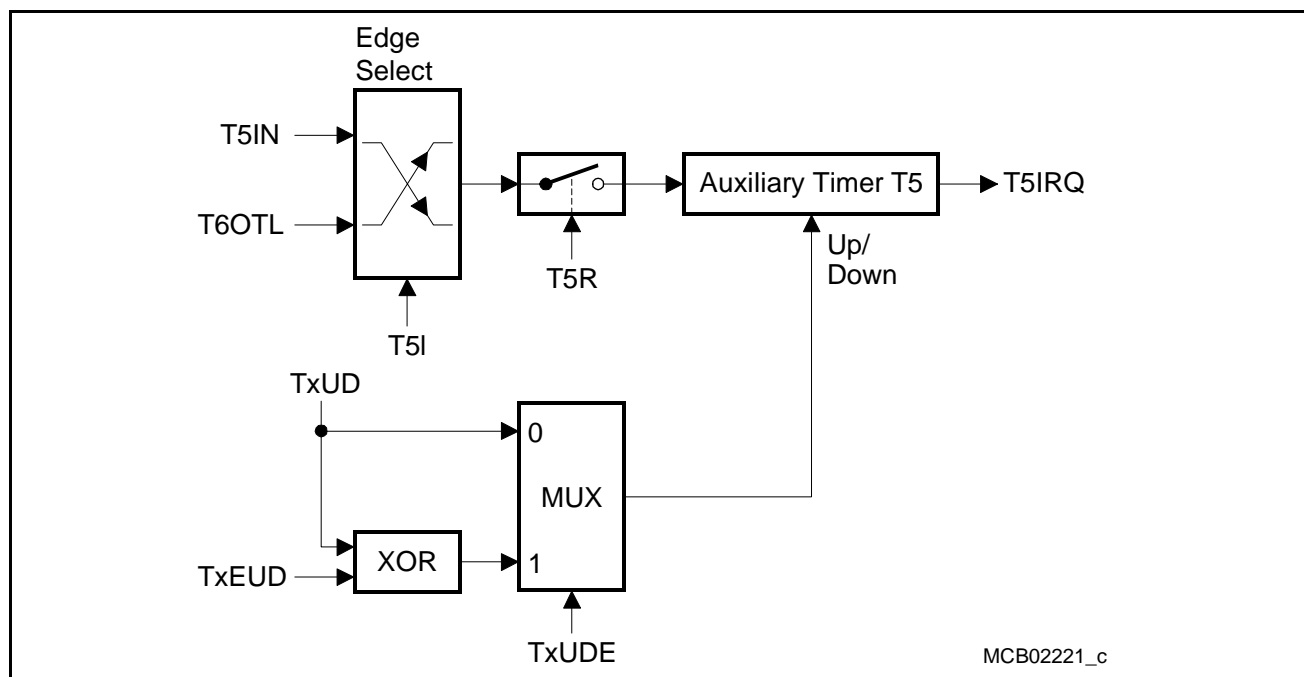 Edge
Select
T5IN
T6OTL
Auxiliary Timer T5
T5IRQ
T5R
Up/
Down
T5I
TxUD
0
MUX
XOR
1
TxEUD
TxUDE
MCB02221_c